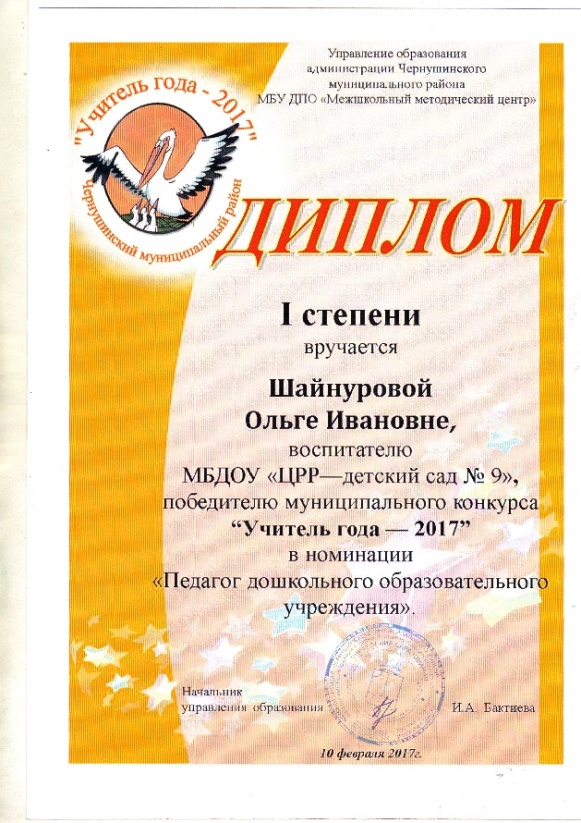 Управление образования
администрации Чернушинского
муниципального района
МБУ ДПО «Межшкольный методический центр»
"Учитель года - 2017"
Чернушинский муниципальный район
ДИПЛОМ
I степени
вручается
Шайнуровой
Ольге Ивановне,
воспитателю
МБДОУ «ЦРР—детский сад № 9»,
победителю муниципального конкурса
“Учитель года — 2017”
в номинации
«Педагог дошкольного образовательного
учреждения».
Начальник
управления образования
И.А. Бактиева
10 февраля 2017г.